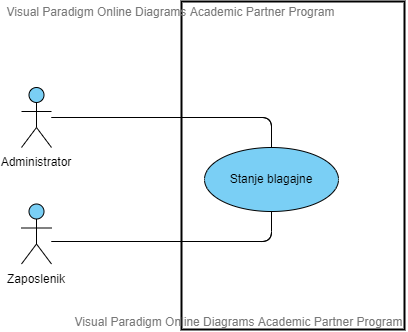 Visual Paradigm Online Diagrams Academic Partner Program
Administrator
Stanje blagajne
Zaposlenik
Visual Paradigm Online Diagrams Academic Partner Program